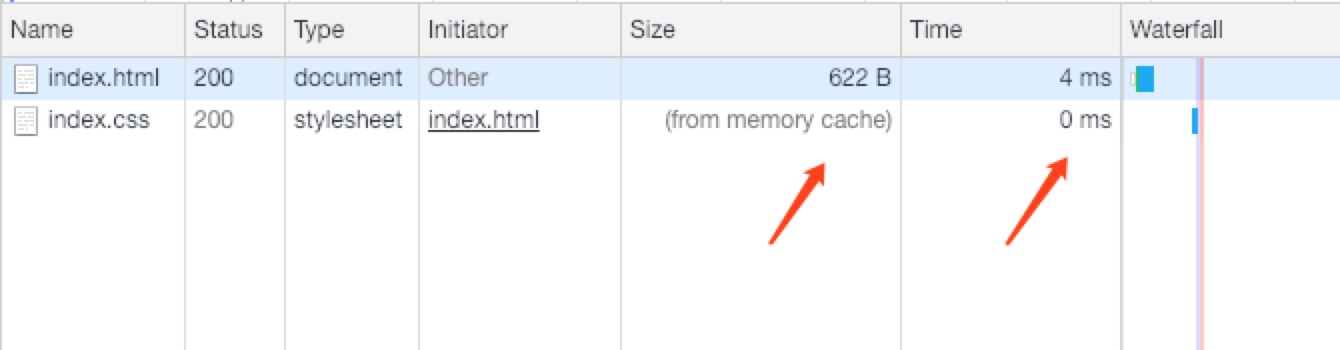 Name Status Type Initiator Size Time Waterfall
index.html 200 document Other 622 B 4 ms
index.css 200 stylesheet index.html (from memory cache) 0 ms